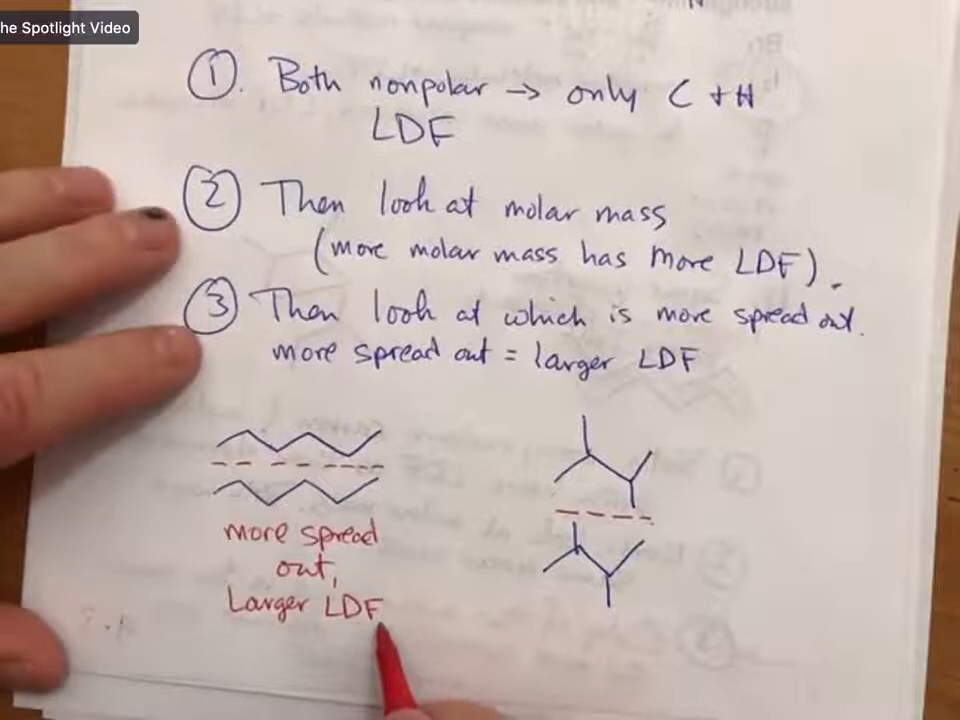 he Spotlight Video
①. Both nonpolar → only C + H
LDF
② Then look at molar mass
(more molar mass has more LDF).
③ Then look at which is more spread out.
more spread out = larger LDF
more spread
out,
Larger LDF